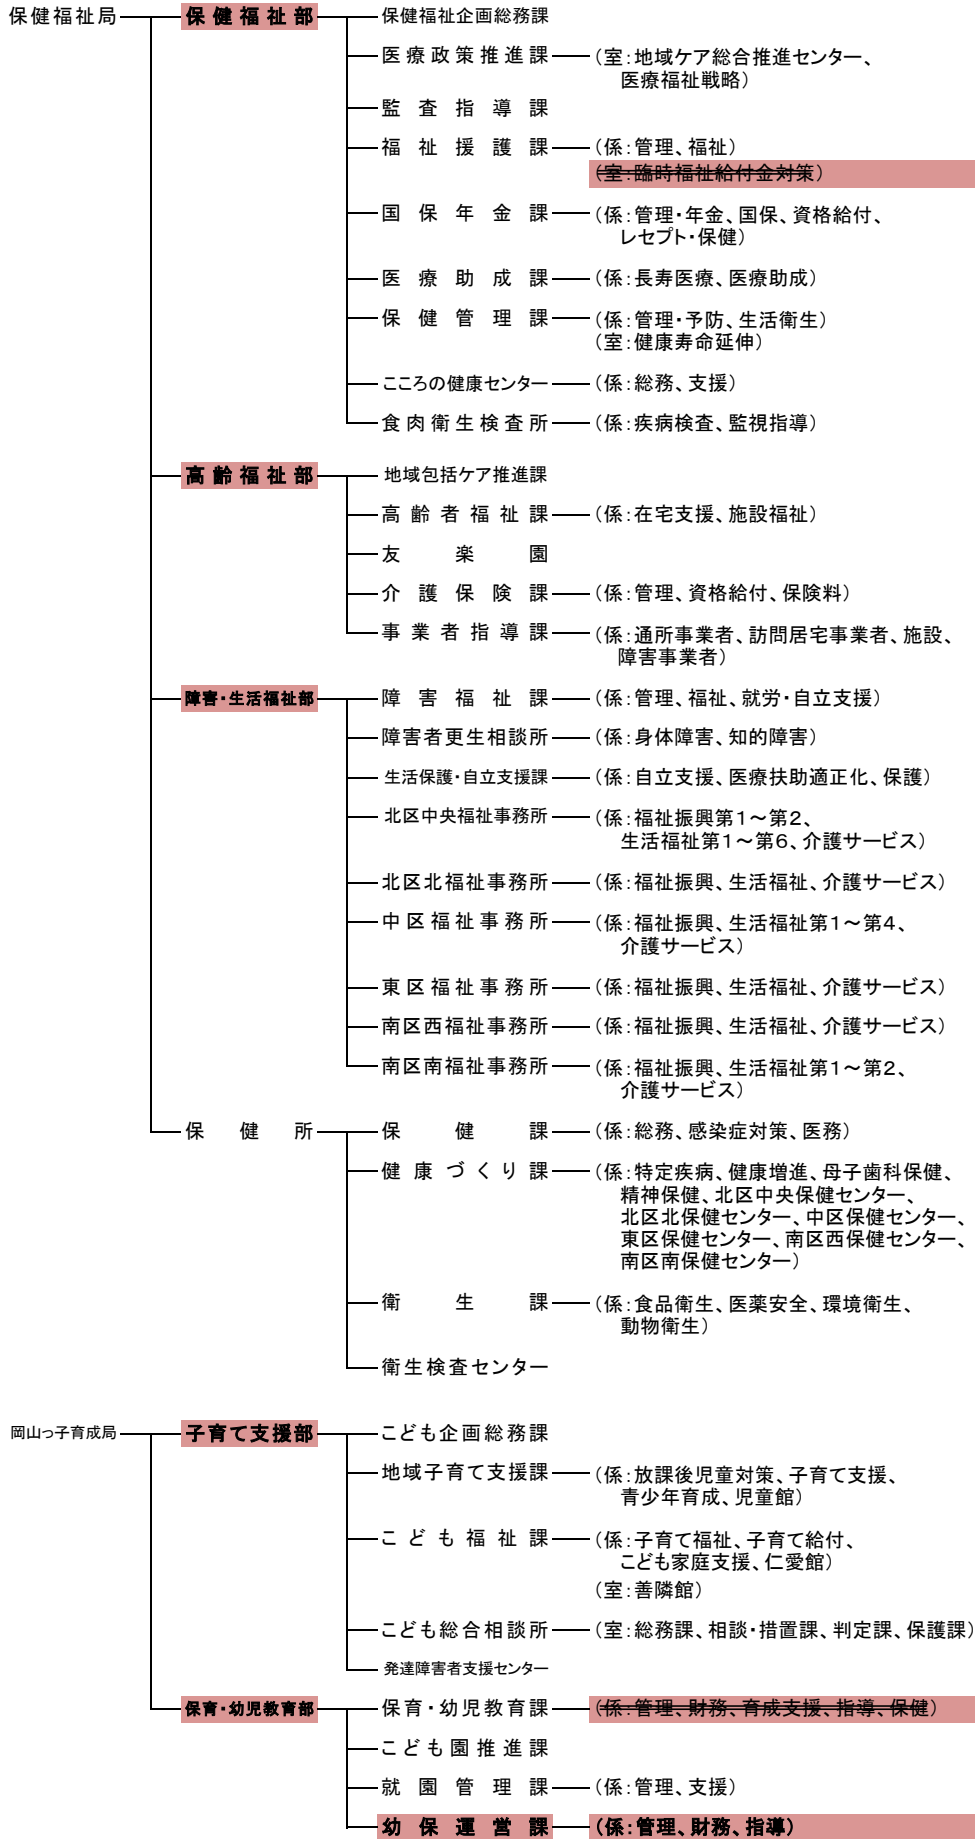 保健福祉局 保健福祉部 保健福祉企画総務課
医療政策推進課 （室：地域ケア総合推進センター、
医療福祉戦略）
監査指導課
福祉援護課 （係：管理、福祉）
（室：臨時福祉給付金対策）
国保年金課 （係：管理・年金、国保、資格給付、
レセプト・保健）
医療助成課 （係：長寿医療、医療助成）
保健管理課 （係：管理・予防、生活衛生）
（室：健康寿命延伸）
こころの健康センター （係：総務、支援）
食肉衛生検査所 （係：疾病検査、監視指導）
高齢福祉部 地域包括ケア推進課
高齢者福祉課 （係：在宅支援、施設福祉）
友楽園
介護保険課 （係：管理、資格給付、保険料）
事業者指導課 （係：通所事業者、訪問居宅事業者、施設、
障害事業者）
障害・生活福祉部 障害福祉課 （係：管理、福祉、就労・自立支援）
障害者更生相談所 （係：身体障害、知的障害）
生活保護・自立支援課 （係：自立支援、医療扶助適正化、保護）
北区中央福祉事務所 （係：福祉振興第１～第２、
生活福祉第１～第６、介護サービス）
北区北福祉事務所 （係：福祉振興、生活福祉、介護サービス）
中区福祉事務所 （係：福祉振興、生活福祉第１～第４、
介護サービス）
東区福祉事務所 （係：福祉振興、生活福祉、介護サービス）
南区西福祉事務所 （係：福祉振興、生活福祉、介護サービス）
南区南福祉事務所 （係：福祉振興、生活福祉第１～第２、
介護サービス）
保健所 保健課 （係：総務、感染症対策、医務）
健康づくり課 （係：特定疾病、健康増進、母子歯科保健、
精神保健、北区中央保健センター、
北区北保健センター、中区保健センター、
東区保健センター、南区西保健センター、
南区南保健センター）
衛生課 （係：食品衛生、医薬安全、環境衛生、
動物衛生）
衛生検査センター
岡山っ子育成局 子育て支援部 こども企画総務課
地域子育て支援課 （係：放課後児童対策、子育て支援、
青少年育成、児童館）
こども福祉課 （係：子育て福祉、子育て給付、
こども家庭支援、仁愛館）
（室：善隣館）
こども総合相談所 （室：総務課、相談・措置課、判定課、保護課）
発達障害者支援センター
保育・幼児教育部 保育・幼児教育課 （係：管理、財務、育成支援、指導、保健）
こども園推進課
就園管理課 （係：管理、支援）
幼保運営課 （係：管理、財務、指導）